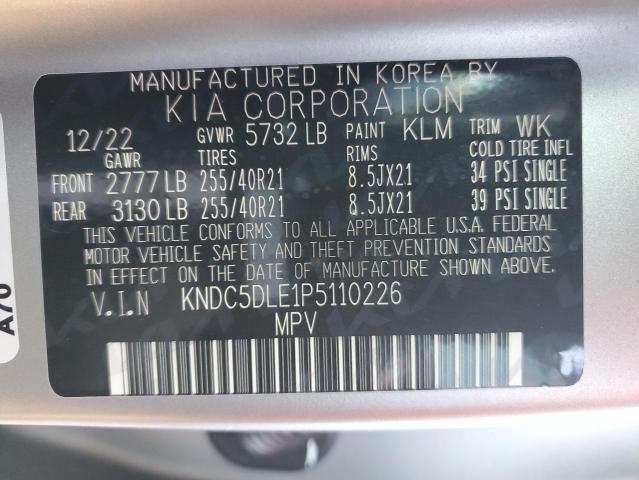 MANUFACTURED IN KOREA BY
KIA CORPORATION
12/22 GVWR 5732 LB PAINT KLM TRIM WK
GAWR TIRES RIMS COLD TIRE INFL
FRONT 2777 LB 255/40R21 8.5JX21 34 PSI SINGLE
REAR 3130 LB 255/40R21 8.5JX21 39 PSI SINGLE
THIS VEHICLE CONFORMS TO ALL APPLICABLE U.S.A. FEDERAL
MOTOR VEHICLE SAFETY AND THEFT PREVENTION STANDARDS
IN EFFECT ON THE DATE OF MANUFACTURE SHOWN ABOVE.
V.I.N KNDC5DLE1P5110226
MPV
A70